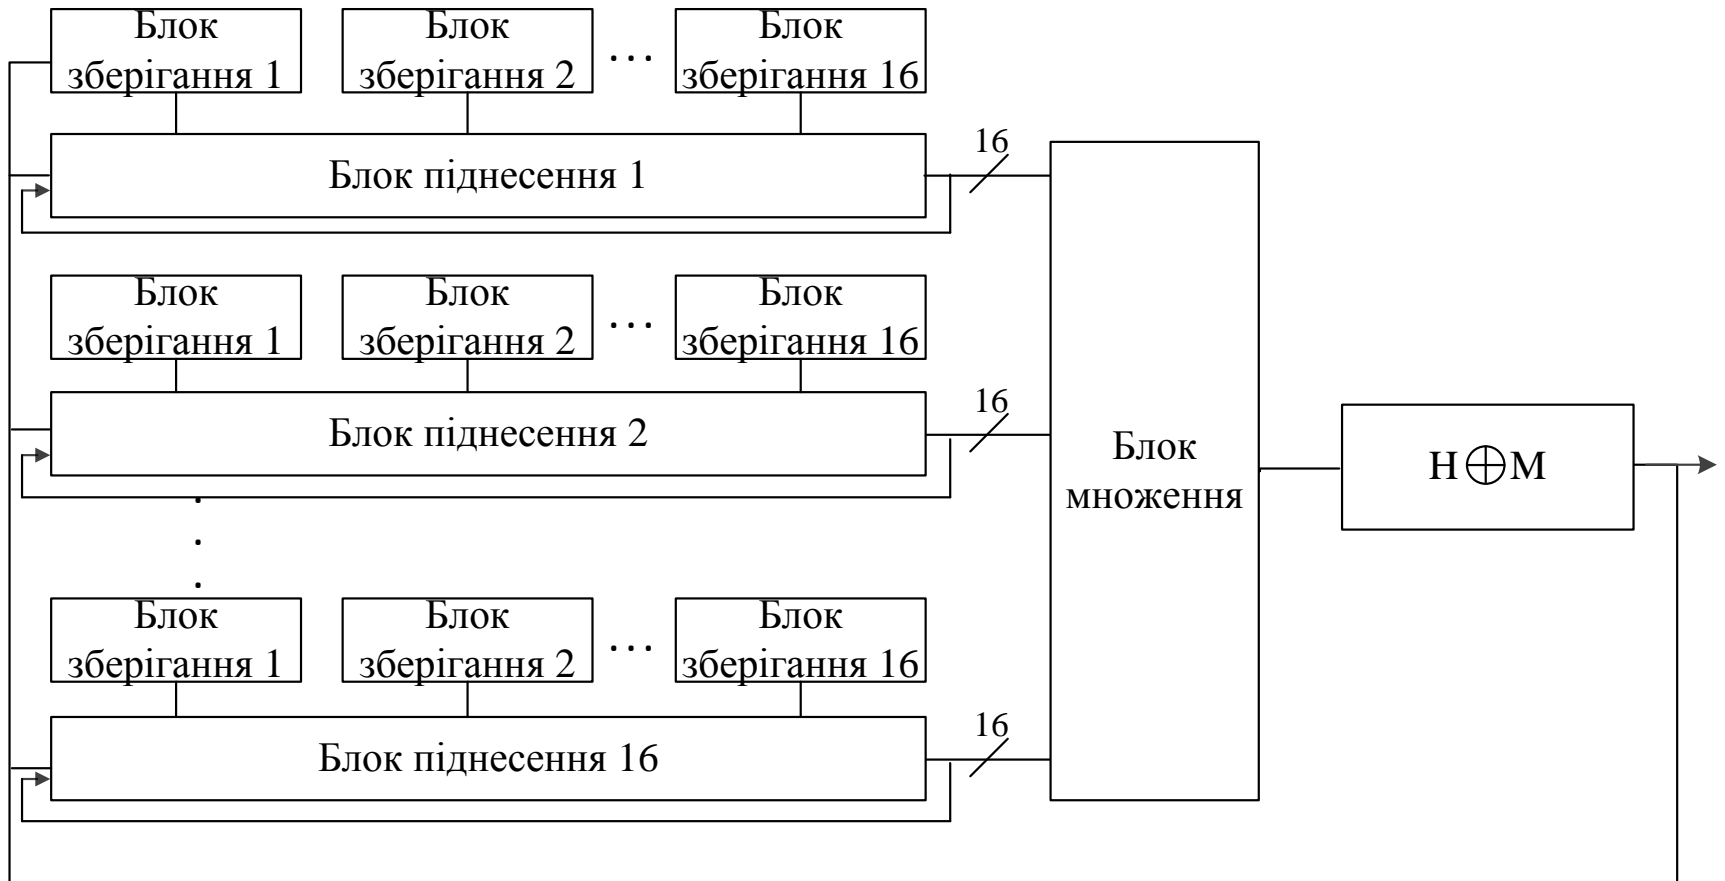 Блок
зберігання 1
Блок
зберігання 2
...
Блок
зберігання 16
Блок піднесення 1
16
Блок
зберігання 1
Блок
зберігання 2
...
Блок
зберігання 16
Блок піднесення 2
16
Блок
множення
H⊕M
.
.
.
Блок
зберігання 1
Блок
зберігання 2
...
Блок
зберігання 16
Блок піднесення 16
16